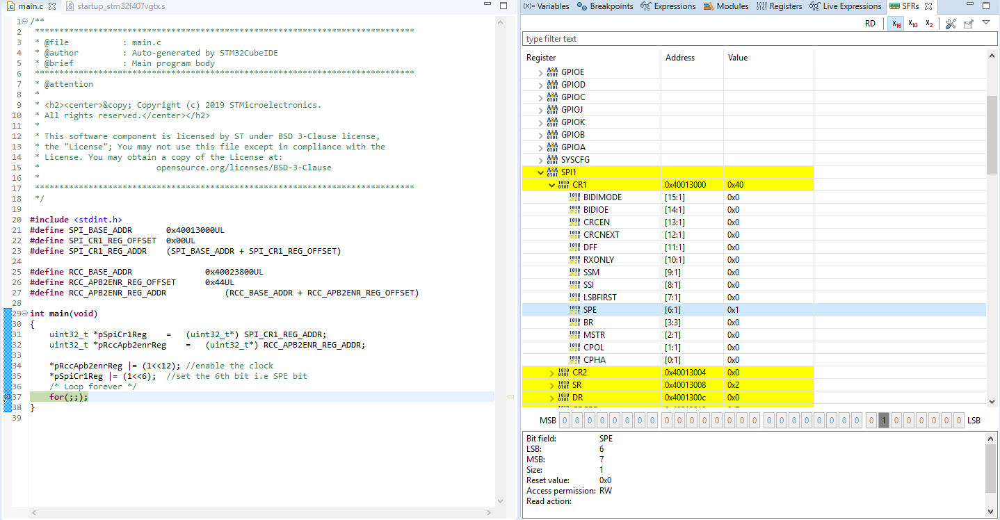 main.c startup_stm32f407vgtx.s
1 /**
2 ******************************************************************************
3 * @file : main.c
4 * @author : Auto-generated by STM32CubeIDE
5 * @brief : Main program body
6 ******************************************************************************
7 * @attention
8 *
9 * <h2><center>&copy; Copyright (c) 2019 STMicroelectronics.
10 * All rights reserved.</center></h2>
11 *
12 * This software component is licensed by ST under BSD 3-Clause license,
13 * the "License"; You may not use this file except in compliance with the
14 * License. You may obtain a copy of the License at:
15 * opensource.org/licenses/BSD-3-Clause
16 *
17 ******************************************************************************
18 */
19
20 #include <stdint.h>
21 #define SPI_BASE_ADDR 0x40013000UL
22 #define SPI_CR1_REG_OFFSET 0x00UL
23 #define SPI_CR1_REG_ADDR (SPI_BASE_ADDR + SPI_CR1_REG_OFFSET)
24
25 #define RCC_BASE_ADDR 0x40023800UL
26 #define RCC_APB2ENR_REG_OFFSET 0x44UL
27 #define RCC_APB2ENR_REG_ADDR (RCC_BASE_ADDR + RCC_APB2ENR_REG_OFFSET)
28
29 int main(void)
30 {
31 uint32_t *pSpiCr1Reg = (uint32_t*) SPI_CR1_REG_ADDR;
32 uint32_t *pRccApb2enrReg = (uint32_t*) RCC_APB2ENR_REG_ADDR;
33
34 *pRccApb2enrReg |= (1<<12); //enable the clock
35 *pSpiCr1Reg |= (1<<6); //set the 6th bit i.e SPE bit
36 /* Loop forever */
37 for(;;);
38 }
39
(x)= Variables Breakpoints Expressions Modules Registers Live Expressions SFRs
RD X16 X10 X2
type filter text
Register Address Value
GPIOE
GPIOD
GPIOC
GPIOJ
GPIOK
GPIOB
GPIOA
SYSCFG
SPI1
CR1 0x40013000 0x40
BIDIMODE [15:1] 0x0
BIDIOE [14:1] 0x0
CRCEN [13:1] 0x0
CRCNEXT [12:1] 0x0
DFF [11:1] 0x0
RXONLY [10:1] 0x0
SSM [9:1] 0x0
SSI [8:1] 0x0
LSBFIRST [7:1] 0x0
SPE [6:1] 0x1
BR [3:3] 0x0
MSTR [2:1] 0x0
CPOL [1:1] 0x0
CPHA [0:1] 0x0
CR2 0x40013004 0x0
SR 0x40013008 0x2
DR 0x4001300c 0x0
MSB 0 0 0 0 0 0 0 0 0 0 0 0 0 0 0 0 0 0 0 0 0 0 0 0 0 1 0 0 0 0 0 0 LSB
Bit field: SPE
LSB: 6
MSB: 7
Size: 1
Reset value: 0x0
Access permission: RW
Read action: